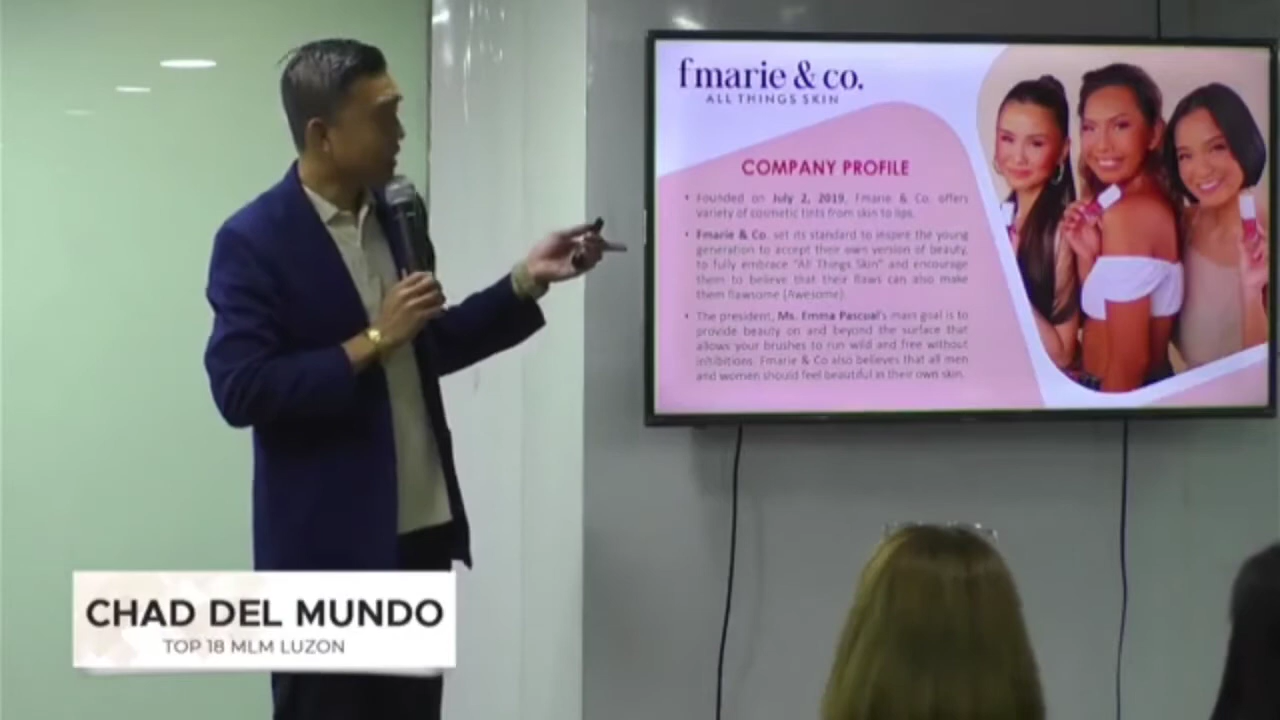 fmarie & co.
ALL THINGS SKIN
COMPANY PROFILE
• Founded on July 2, 2019, Fmarie & Co. offers
variety of cosmetic tints from skin to lips.
• Fmarie & Co. set its standard to inspire the young
generation to accept their own version of beauty,
to fully embrace "All Things Skin" and encourage
them to believe that their flaws can also make
them flawsome (Awesome).
• The president, Ms. Emma Pascual's main goal is to
provide beauty on and beyond the surface that
allows your brushes to run wild and free without
inhibitions. Fmarie & Co also believes that all men
and women should feel beautiful in their own skin.
CHAD DEL MUNDO
TOP 18 MLM LUZON